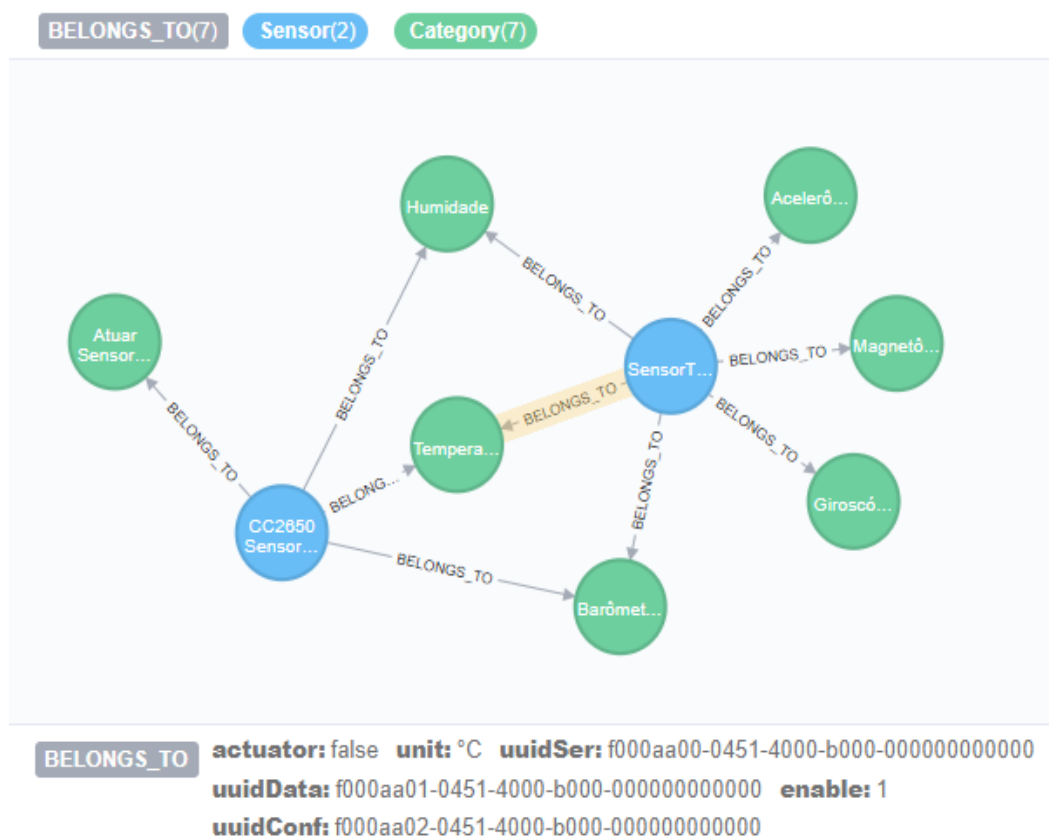 BELONGS_TO(7) Sensor(2) Category(7)
Humidade
Acelerô...
BELONGS_TO
BELONGS_TO
Atuar
Sensor...
BELONGS_TO
Magnetô...
BELONGS_TO
SensorT...
BELONGS_TO
BELONGS_TO
BELONGS_TO
Tempera...
BELONGS_TO
BELONG...
BELONGS_TO
Giroscó...
CC2650
Sensor...
BELONGS_TO
Barômet...
BELONGS_TO actuator: false unit: °C uuidSer: f000aa00-0451-4000-b000-000000000000
uuidData: f000aa01-0451-4000-b000-000000000000 enable: 1
uuidConf: f000aa02-0451-4000-b000-000000000000